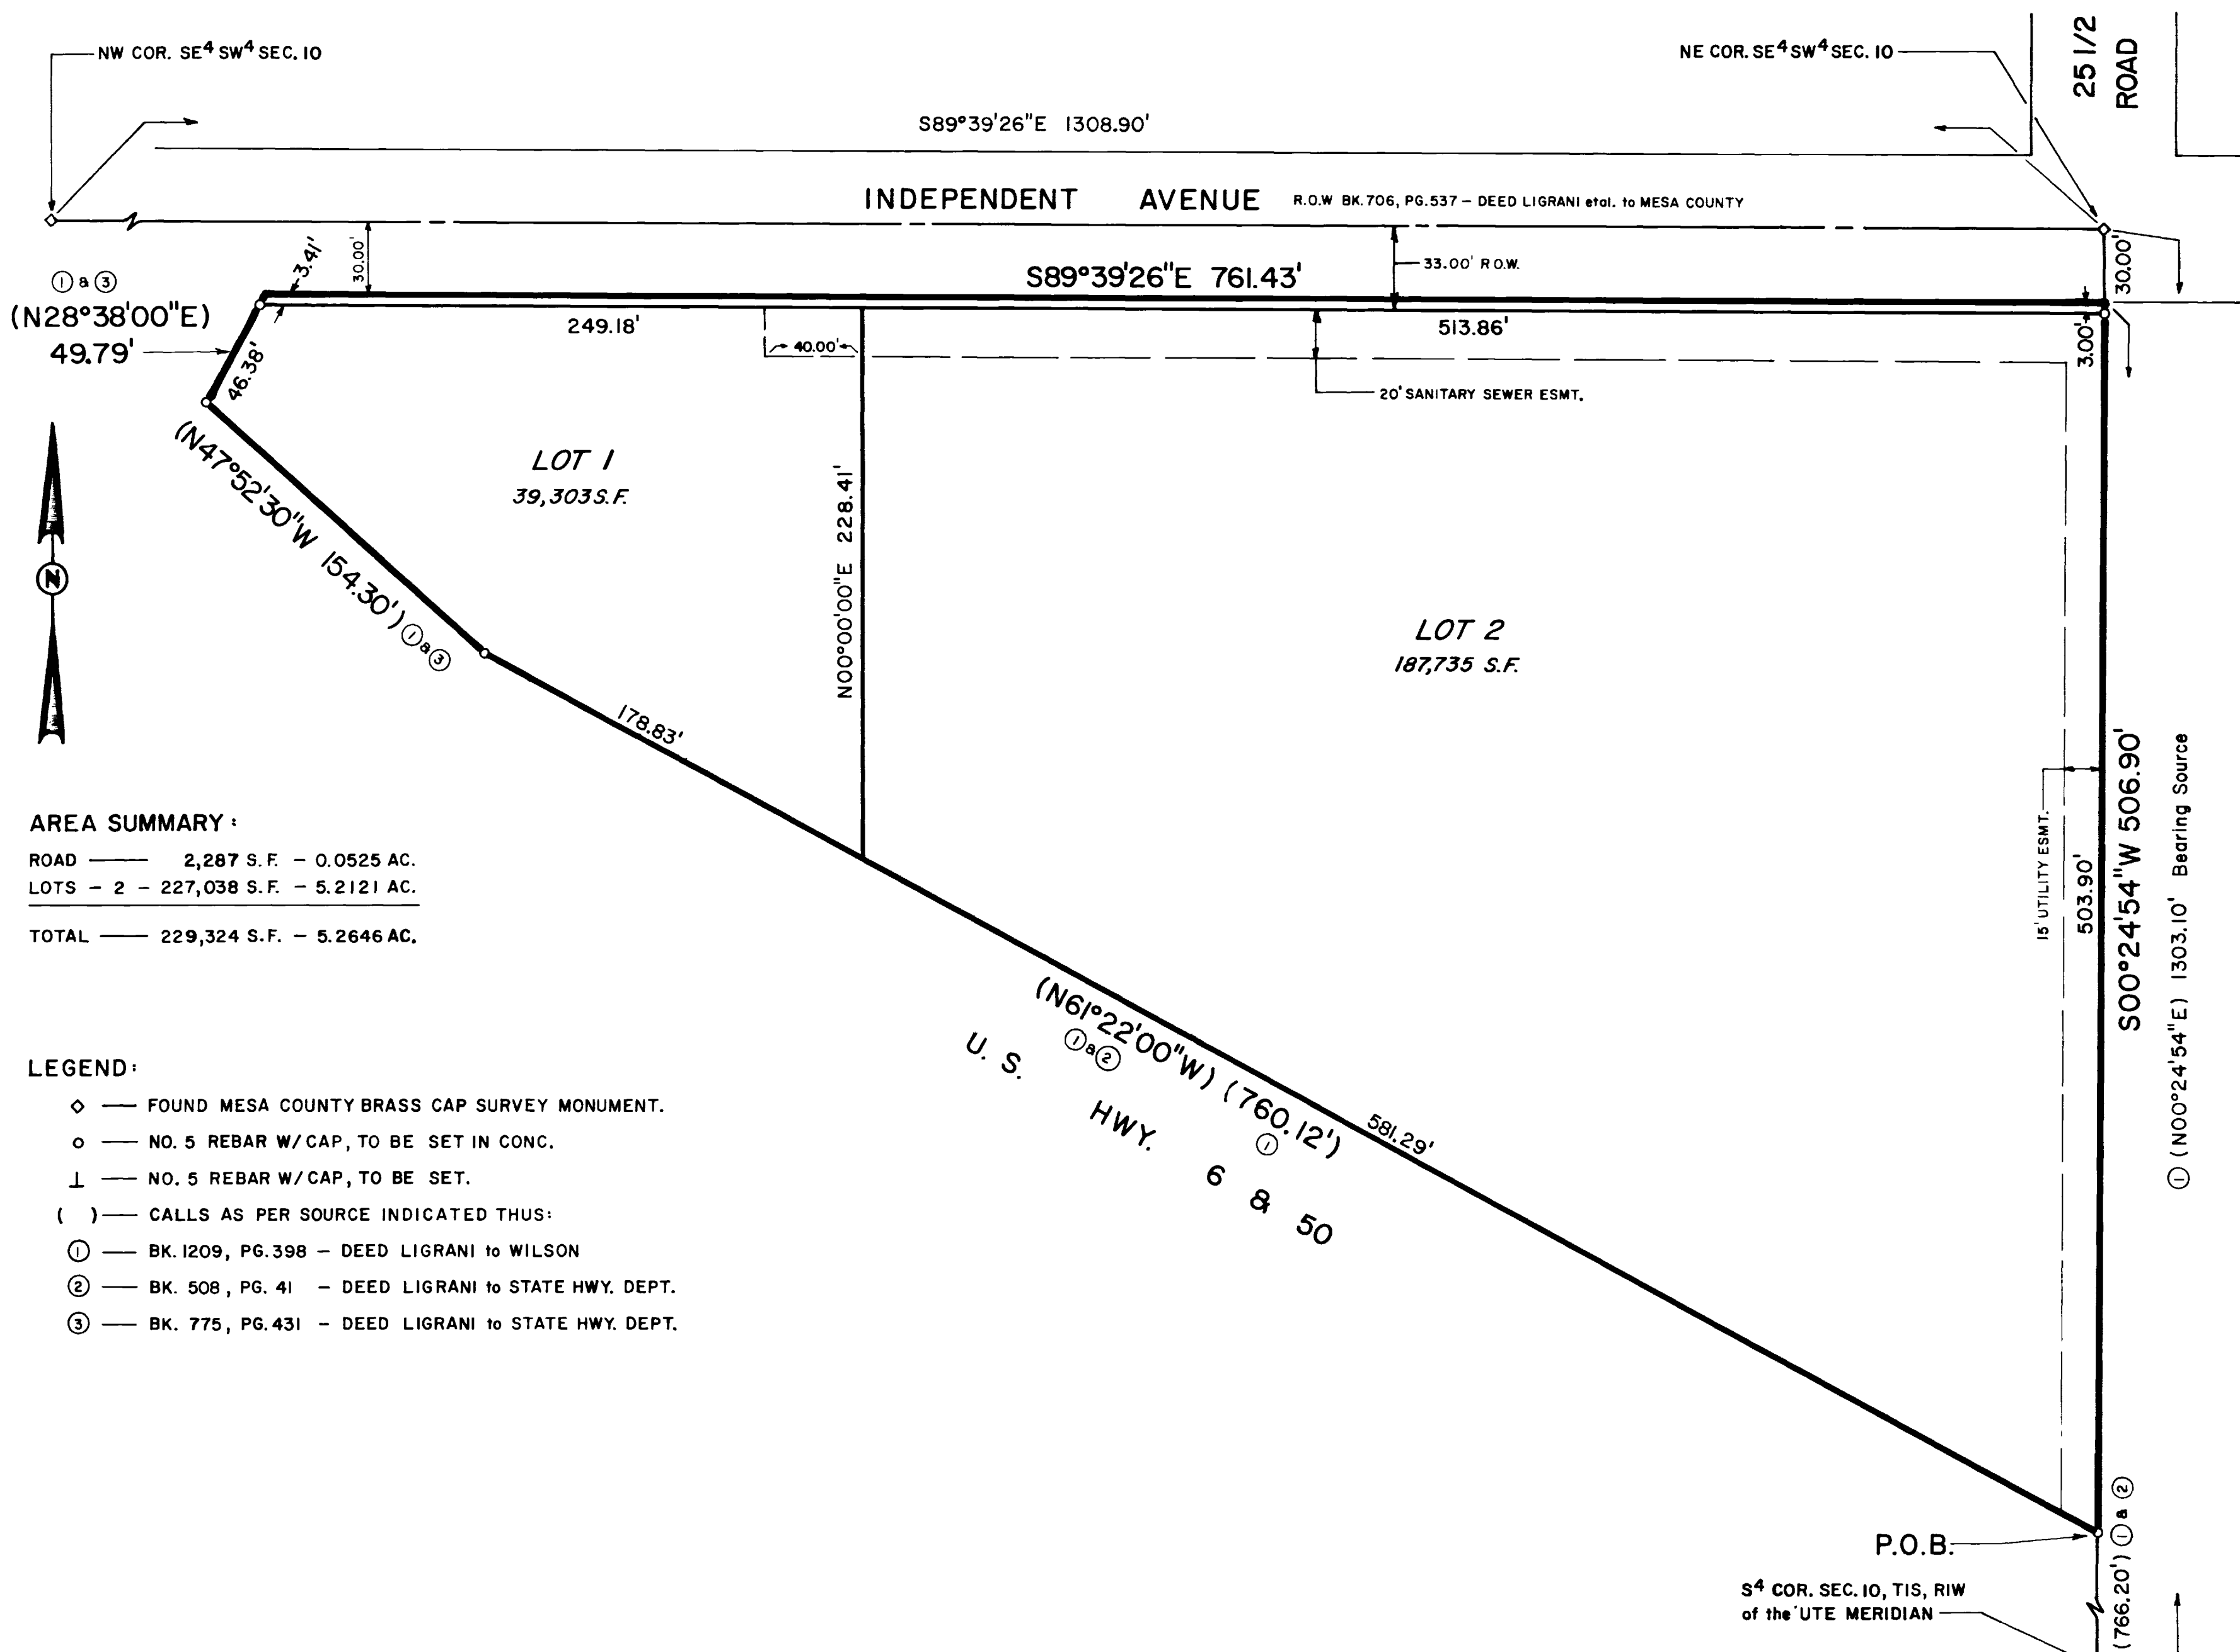 NW COR. SE4 SW4 SEC. 10
NE COR. SE4 SW4 SEC. 10
25 1/2
ROAD
S89°39'26"E 1308.90'
INDEPENDENT AVENUE R.O.W BK. 706, PG. 537 – DEED LIGRANI etal. to MESA COUNTY
3.41'
30.00'
33.00' R.O.W.
30.00'
S89°39'26"E 761.43'
① & ③
(N28°38'00"E)
49.79'
46.38'
249.18'
40.00'
513.86'
3.00'
20' SANITARY SEWER ESMT.
(N47°52'30"W 154.30') ① & ③
LOT 1
39,303 S.F.
N00°00'00"E 228.41'
LOT 2
187,735 S.F.
178.83'
15' UTILITY ESMT.
503.90'
S00°24'54"W 506.90'
① (N00°24'54"E) 1303.10' Bearing Source
N
AREA SUMMARY:
ROAD —— 2,287 S.F. – 0.0525 AC.
LOTS – 2 – 227,038 S.F. – 5.2121 AC.
TOTAL —— 229,324 S.F. – 5.2646 AC.
(N61°22'00"W) (760.12')
① & ②
①
581.29'
U. S. HWY. 6 & 50
LEGEND:
◇ — FOUND MESA COUNTY BRASS CAP SURVEY MONUMENT.
○ — NO. 5 REBAR W/CAP, TO BE SET IN CONC.
⊥ — NO. 5 REBAR W/CAP, TO BE SET.
( ) — CALLS AS PER SOURCE INDICATED THUS:
① — BK. 1209, PG. 398 – DEED LIGRANI to WILSON
② — BK. 508, PG. 41 – DEED LIGRANI to STATE HWY. DEPT.
③ — BK. 775, PG. 431 – DEED LIGRANI to STATE HWY. DEPT.
P.O.B.
S4 COR. SEC. 10, T1S, R1W
of the UTE MERIDIAN
(766.20') ① & ②